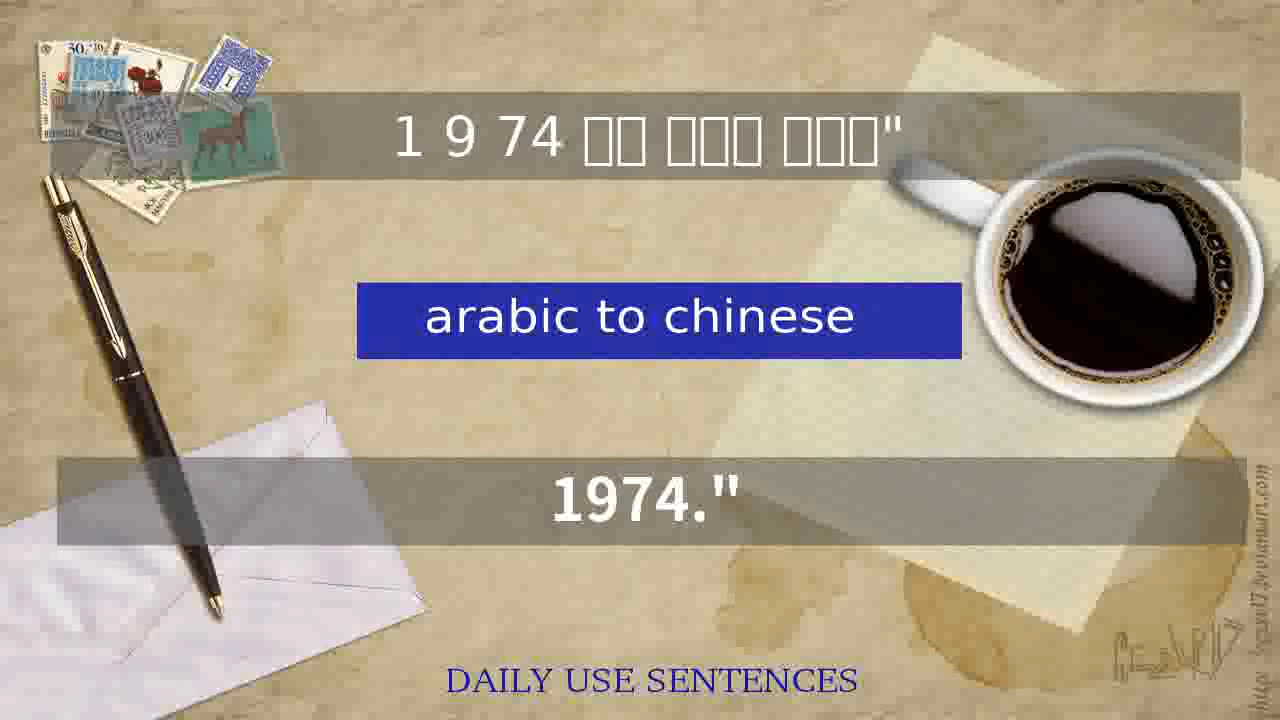 1 9 74 □□ □□□ □□□"
arabic to chinese
1974."
DAILY USE SENTENCES